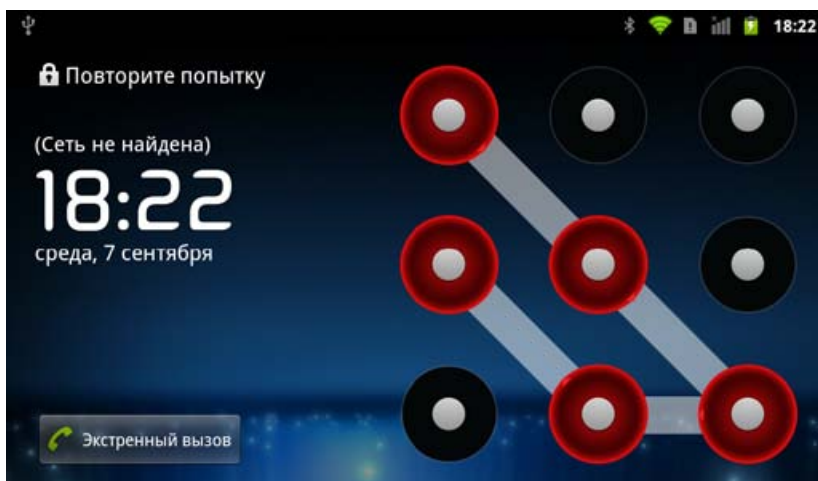 18:22
Повторите попытку
(Сеть не найдена)
18:22
среда, 7 сентября
Экстренный вызов